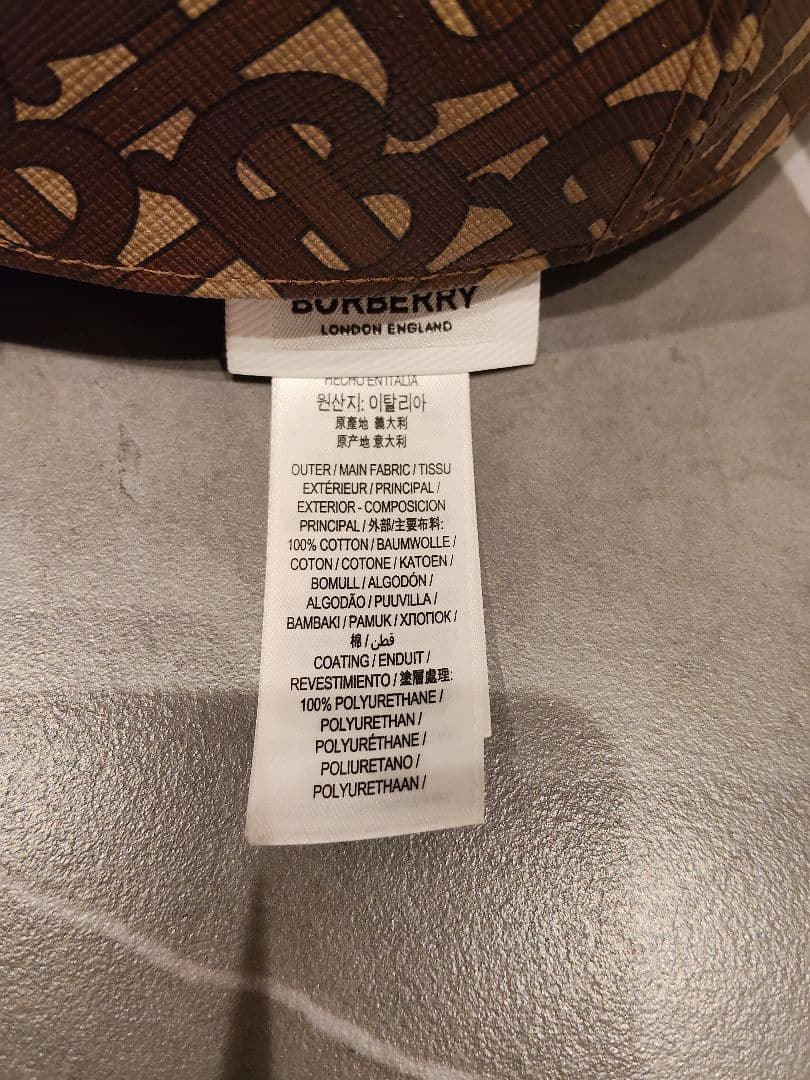 BURBERRY
LONDON ENGLAND
HECHO EN ITALIA
원산지: 이탈리아
原產地 義大利
原产地 意大利
OUTER / MAIN FABRIC / TISSU
EXTÉRIEUR / PRINCIPAL /
EXTERIOR - COMPOSICION
PRINCIPAL / 外部/主要布料:
100% COTTON / BAUMWOLLE /
COTON / COTONE / KATOEN /
BOMULL / ALGODÓN /
ALGODÃO / PUUVILLA /
BAMBAKI / PAMUK / ХЛОПОК /
棉 / قطن
COATING / ENDUIT /
REVESTIMIENTO / 塗層處理:
100% POLYURETHANE /
POLYURETHAN /
POLYURÉTHANE /
POLIURETANO /
POLYURETHAAN /